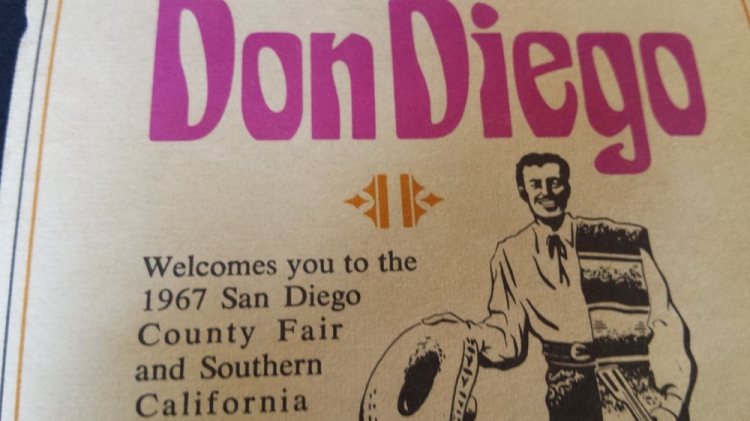 Don Diego
Welcomes you to the
1967 San Diego
County Fair
and Southern
California